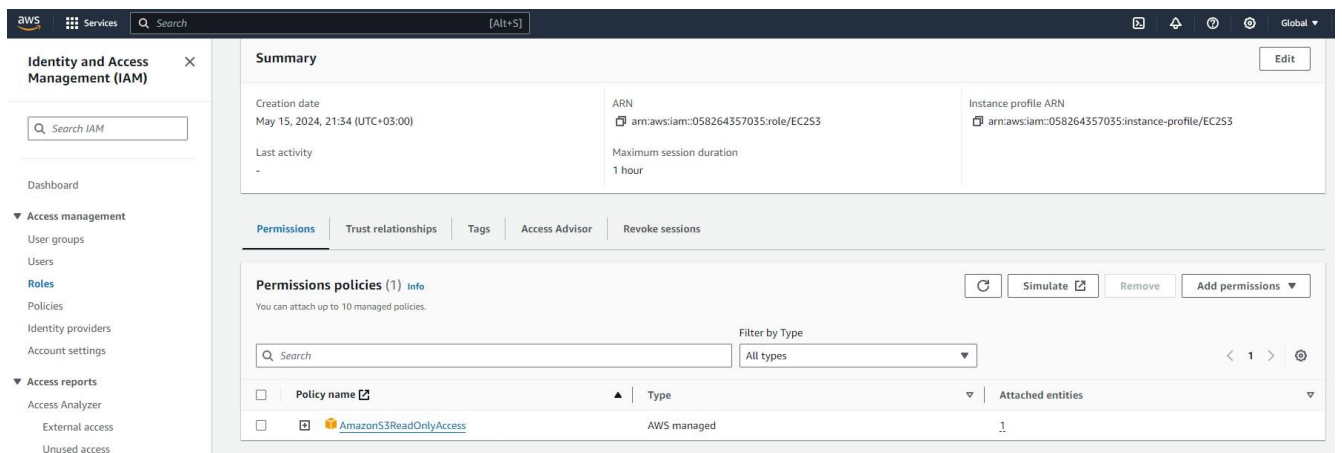 aws Services Search [Alt+S] Global
Identity and Access
Management (IAM)
Search IAM
Dashboard
Access management
User groups
Users
Roles
Policies
Identity providers
Account settings
Access reports
Access Analyzer
External access
Unused access
Summary
Edit
Creation date
May 15, 2024, 21:34 (UTC+03:00)
ARN
arn:aws:iam::058264357035:role/EC2S3
Instance profile ARN
arn:aws:iam::058264357035:instance-profile/EC2S3
Last activity
-
Maximum session duration
1 hour
Permissions Trust relationships Tags Access Advisor Revoke sessions
Permissions policies (1) Info
Simulate Remove Add permissions
You can attach up to 10 managed policies.
Filter by Type
Search All types 1
Policy name Type Attached entities
AmazonS3ReadOnlyAccess AWS managed 1